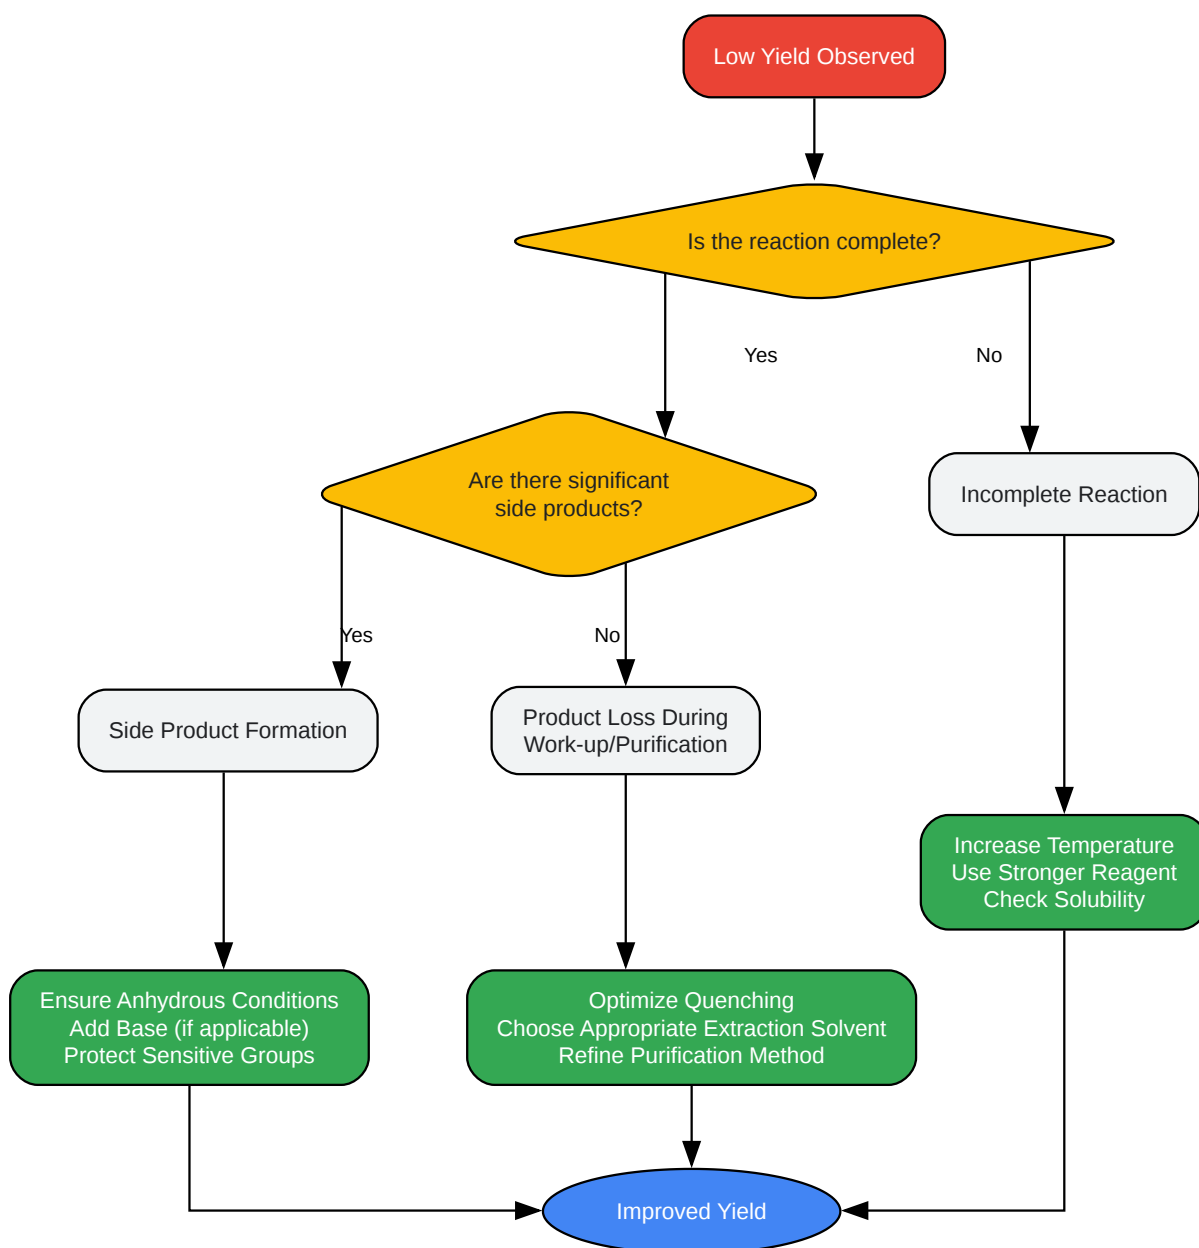 Low Yield Observed
Is the reaction complete?
Yes
No
Are there significant
side products?
Incomplete Reaction
Yes
No
Side Product Formation
Product Loss During
Work-up/Purification
Increase Temperature
Use Stronger Reagent
Check Solubility
Ensure Anhydrous Conditions
Add Base (if applicable)
Protect Sensitive Groups
Optimize Quenching
Choose Appropriate Extraction Solvent
Refine Purification Method
Improved Yield